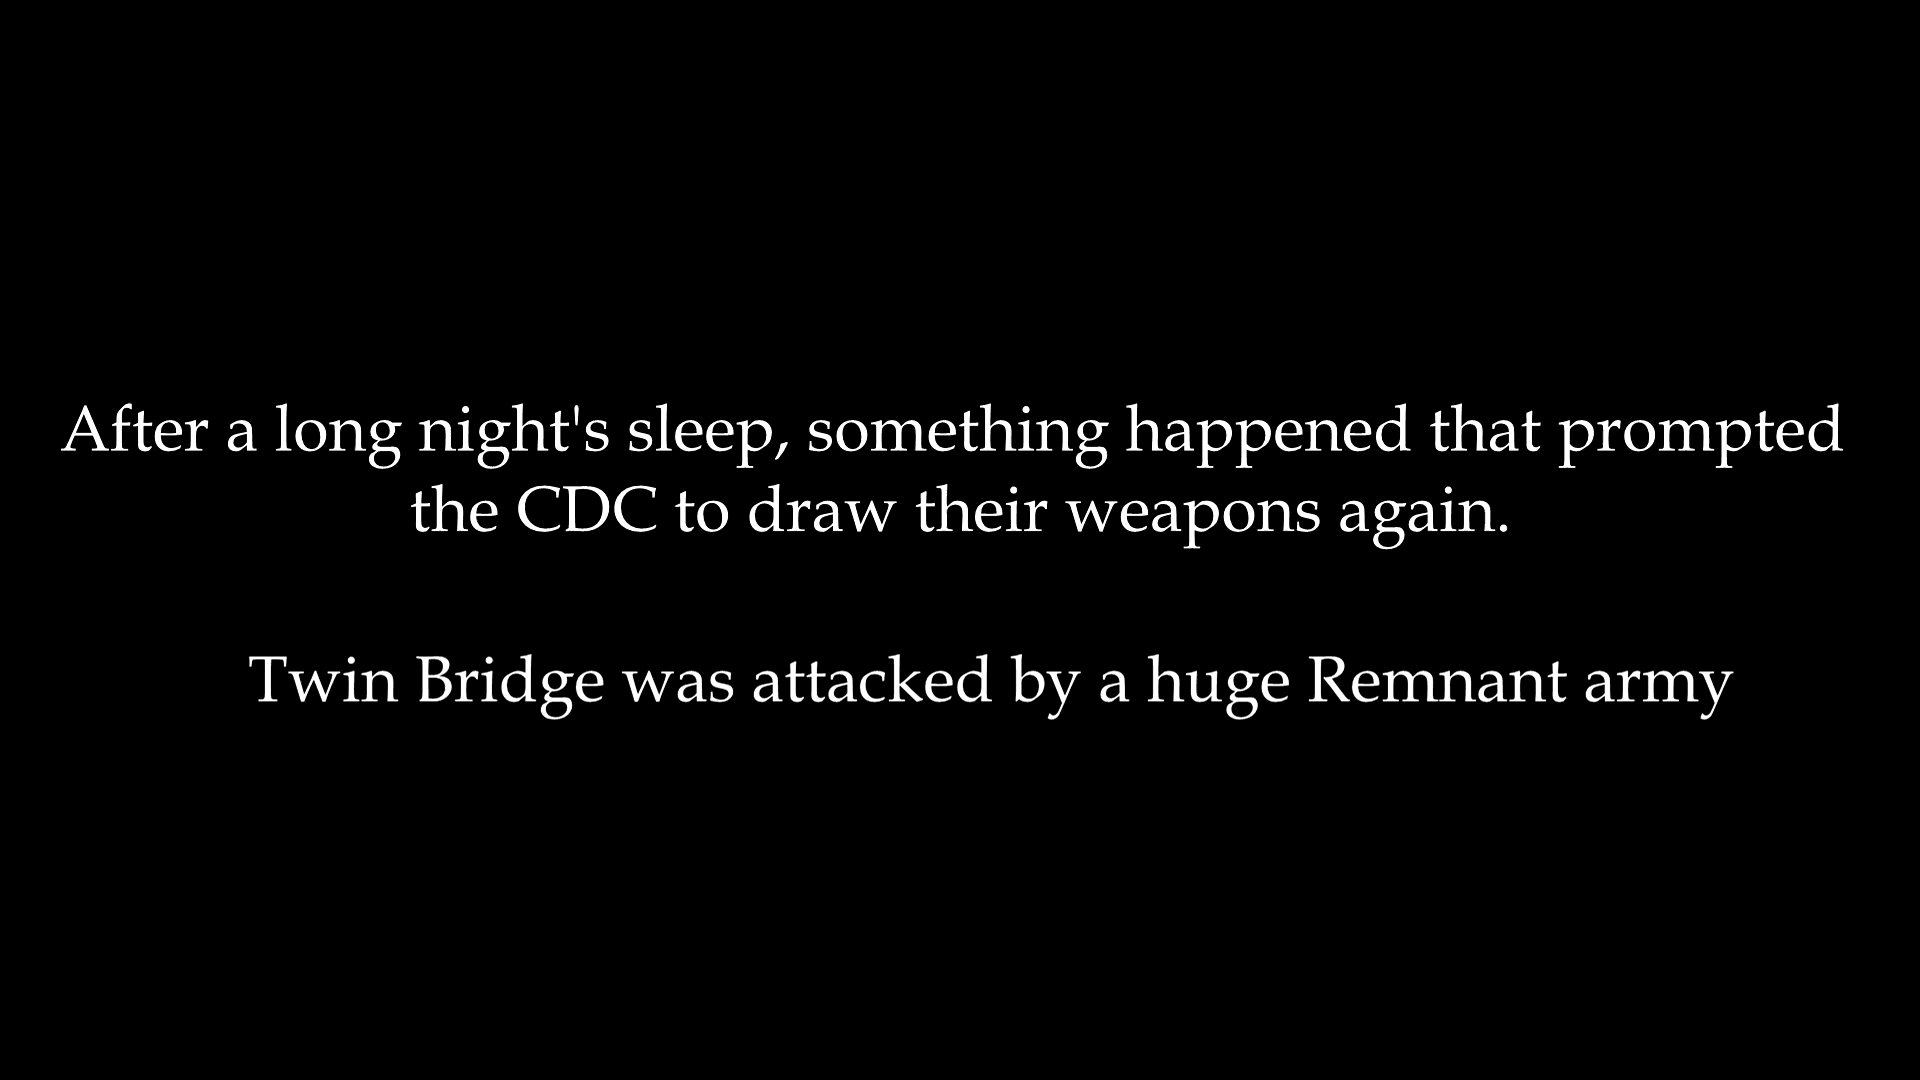 After a long night's sleep, something happened that prompted
the CDC to draw their weapons again.
Twin Bridge was attacked by a huge Remnant army